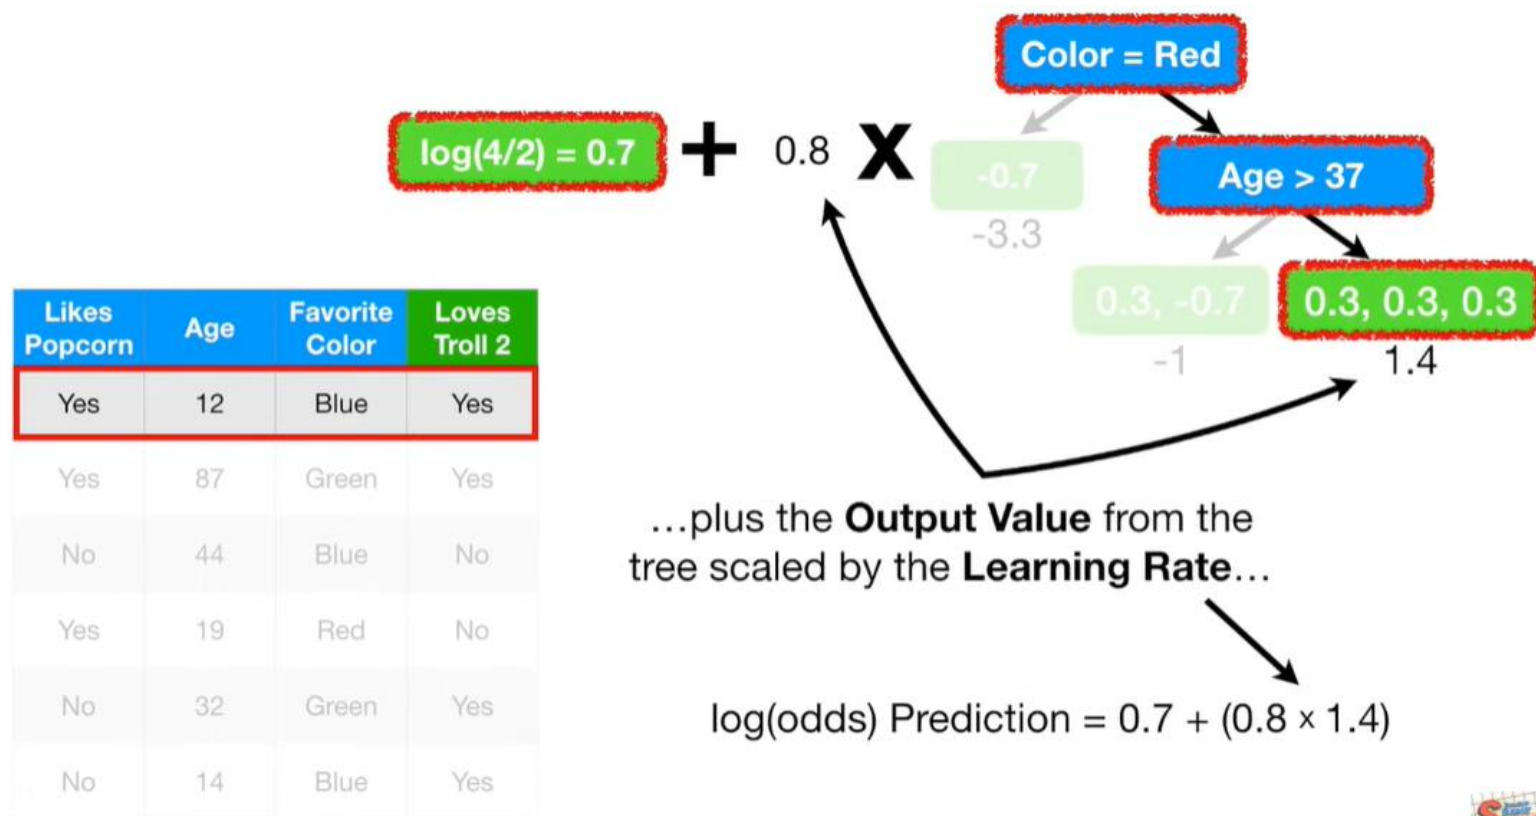 Color = Red
log(4/2) = 0.7 + 0.8 X
-0.7
Age > 37
-3.3
0.3, -0.7
0.3, 0.3, 0.3
-1
1.4
Likes Popcorn Age Favorite Color Loves Troll 2
Yes 12 Blue Yes
Yes 87 Green Yes
No 44 Blue No
Yes 19 Red No
No 32 Green Yes
No 14 Blue Yes
…plus the Output Value from the
tree scaled by the Learning Rate…
log(odds) Prediction = 0.7 + (0.8 × 1.4)